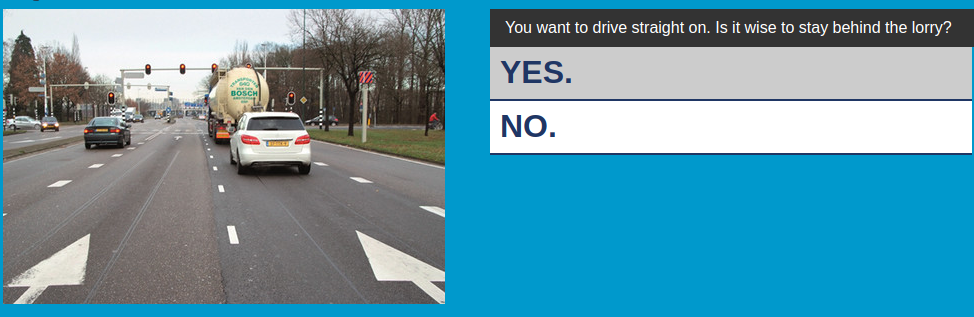 You want to drive straight on. Is it wise to stay behind the lorry?
YES.
NO.
BOSCH